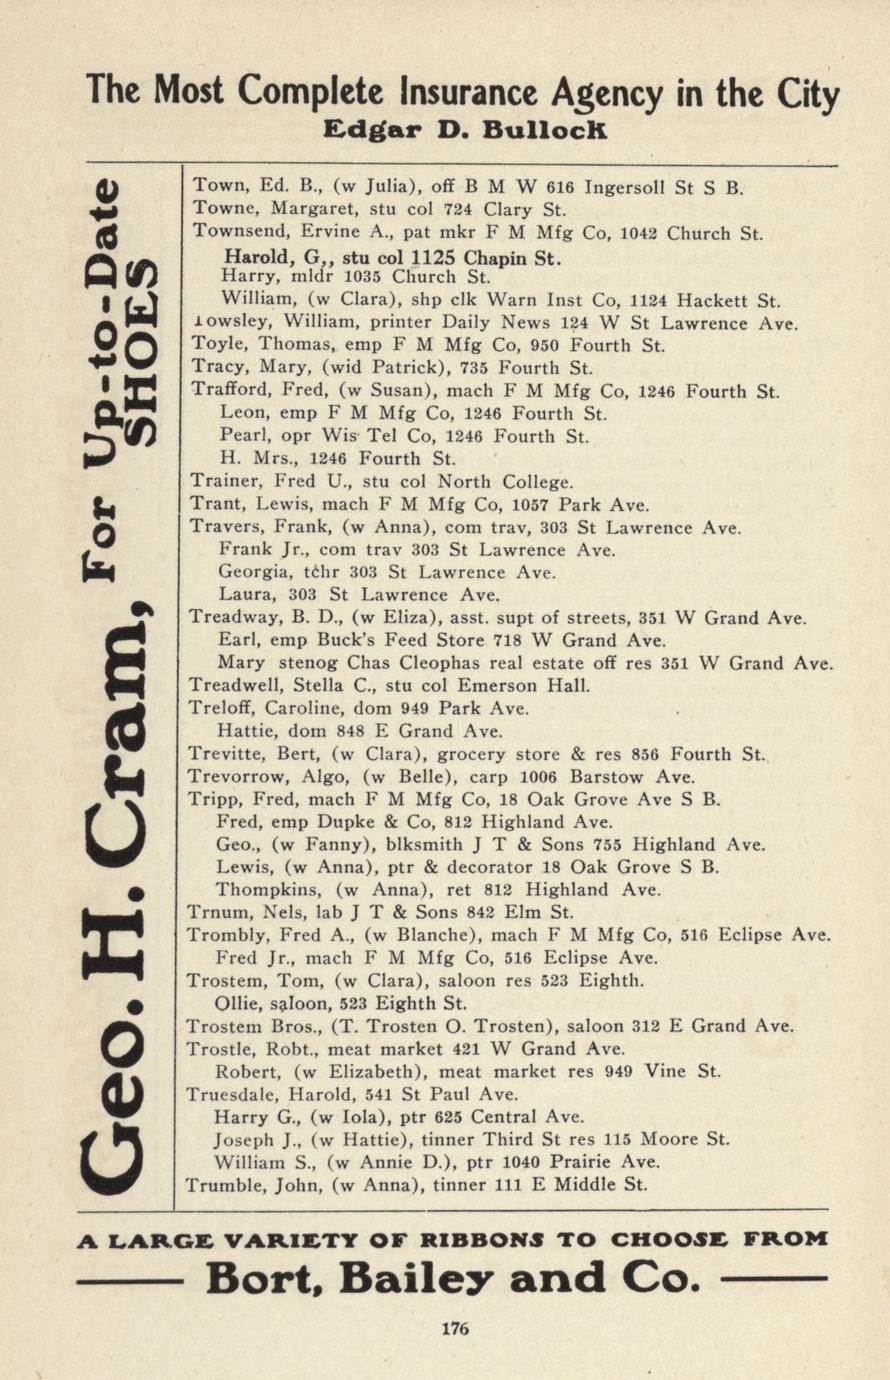 The Most Complete Insurance Agency in the City
Edgar D. Bullock
Geo. H. Cram, For Up-to-Date SHOES
Town, Ed. B., (w Julia), off B M W 616 Ingersoll St S B.
Towne, Margaret, stu col 724 Clary St.
Townsend, Ervine A., pat mkr F M Mfg Co, 1042 Church St.
Harold, G,, stu col 1125 Chapin St.
Harry, mldr 1035 Church St.
William, (w Clara), shp clk Warn Inst Co, 1124 Hackett St.
Towsley, William, printer Daily News 124 W St Lawrence Ave.
Toyle, Thomas, emp F M Mfg Co, 950 Fourth St.
Tracy, Mary, (wid Patrick), 735 Fourth St.
Trafford, Fred, (w Susan), mach F M Mfg Co, 1246 Fourth St.
Leon, emp F M Mfg Co, 1246 Fourth St.
Pearl, opr Wis Tel Co, 1246 Fourth St.
H. Mrs., 1246 Fourth St.
Trainer, Fred U., stu col North College.
Trant, Lewis, mach F M Mfg Co, 1057 Park Ave.
Travers, Frank, (w Anna), com trav, 303 St Lawrence Ave.
Frank Jr., com trav 303 St Lawrence Ave.
Georgia, tchr 303 St Lawrence Ave.
Laura, 303 St Lawrence Ave.
Treadway, B. D., (w Eliza), asst. supt of streets, 351 W Grand Ave.
Earl, emp Buck's Feed Store 718 W Grand Ave.
Mary stenog Chas Cleophas real estate off res 351 W Grand Ave.
Treadwell, Stella C., stu col Emerson Hall.
Treloff, Caroline, dom 949 Park Ave.
Hattie, dom 848 E Grand Ave.
Trevitte, Bert, (w Clara), grocery store & res 856 Fourth St.
Trevorrow, Algo, (w Belle), carp 1006 Barstow Ave.
Tripp, Fred, mach F M Mfg Co, 18 Oak Grove Ave S B.
Fred, emp Dupke & Co, 812 Highland Ave.
Geo., (w Fanny), blksmith J T & Sons 755 Highland Ave.
Lewis, (w Anna), ptr & decorator 18 Oak Grove S B.
Thompkins, (w Anna), ret 812 Highland Ave.
Trnum, Nels, lab J T & Sons 842 Elm St.
Trombly, Fred A., (w Blanche), mach F M Mfg Co, 516 Eclipse Ave.
Fred Jr., mach F M Mfg Co, 516 Eclipse Ave.
Trostem, Tom, (w Clara), saloon res 523 Eighth.
Ollie, saloon, 523 Eighth St.
Trostem Bros., (T. Trosten O. Trosten), saloon 312 E Grand Ave.
Trostle, Robt., meat market 421 W Grand Ave.
Robert, (w Elizabeth), meat market res 949 Vine St.
Truesdale, Harold, 541 St Paul Ave.
Harry G., (w Iola), ptr 625 Central Ave.
Joseph J., (w Hattie), tinner Third St res 115 Moore St.
William S., (w Annie D.), ptr 1040 Prairie Ave.
Trumble, John, (w Anna), tinner 111 E Middle St.
A LARGE VARIETY OF RIBBONS TO CHOOSE FROM
Bort, Bailey and Co.
176